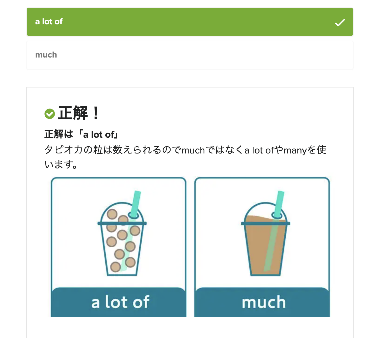 a lot of
much
正解！
正解は「a lot of」
タピオカの粒は数えられるのでmuchではなくa lot ofやmanyを使
います。
a lot of
much